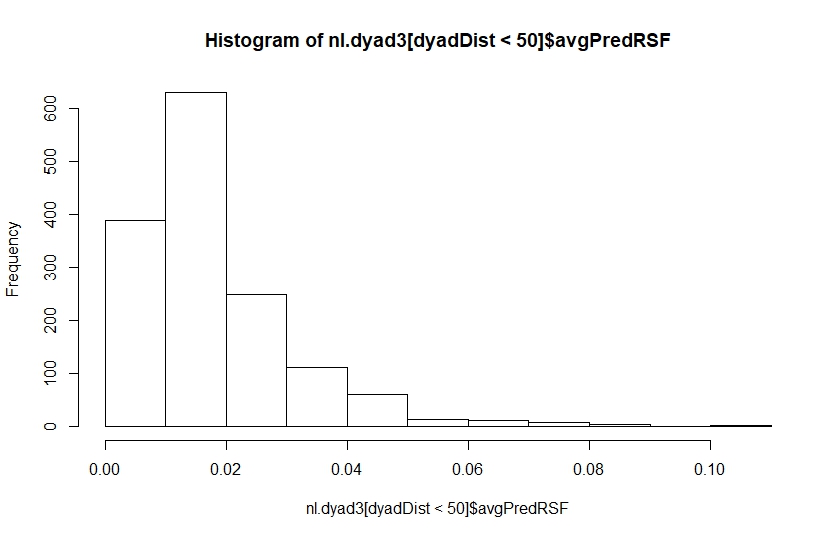 Histogram of nl.dyad3[dyadDist < 50]$avgPredRSF
600
500
400
300
200
100
0
Frequency
0.00 0.02 0.04 0.06 0.08 0.10
nl.dyad3[dyadDist < 50]$avgPredRSF